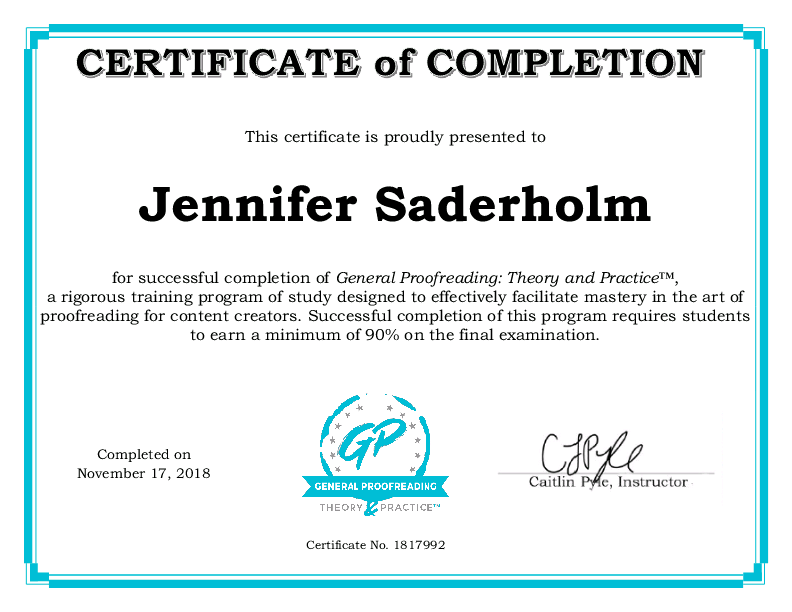 CERTIFICATE of COMPLETION
This certificate is proudly presented to
Jennifer Saderholm
for successful completion of General Proofreading: Theory and Practice™,
a rigorous training program of study designed to effectively facilitate mastery in the art of
proofreading for content creators. Successful completion of this program requires students
to earn a minimum of 90% on the final examination.
Completed on
November 17, 2018
GP
GENERAL PROOFREADING
THEORY & PRACTICE™
CJPyle
Caitlin Pyle, Instructor
Certificate No. 1817992